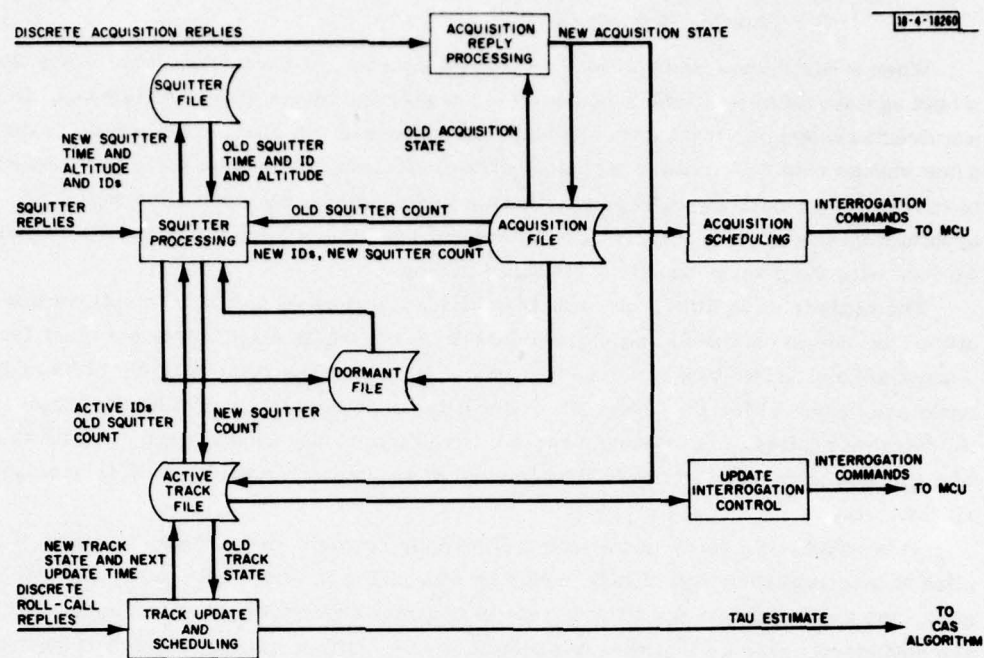 18-4-18260
DISCRETE ACQUISITION REPLIES
ACQUISITION
REPLY
PROCESSING
NEW ACQUISITION STATE
SQUITTER
FILE
OLD ACQUISITION
STATE
NEW SQUITTER
TIME AND
ALTITUDE
AND IDs
OLD SQUITTER
TIME AND ID
AND ALTITUDE
SQUITTER
REPLIES
SQUITTER
PROCESSING
OLD SQUITTER COUNT
NEW IDs, NEW SQUITTER COUNT
ACQUISITION
FILE
ACQUISITION
SCHEDULING
INTERROGATION
COMMANDS
TO MCU
DORMANT
FILE
ACTIVE IDs
OLD SQUITTER
COUNT
NEW
SQUITTER
COUNT
ACTIVE
TRACK
FILE
UPDATE
INTERROGATION
CONTROL
INTERROGATION
COMMANDS
TO MCU
NEW TRACK
STATE AND NEXT
UPDATE TIME
OLD
TRACK
STATE
DISCRETE
ROLL-CALL
REPLIES
TRACK UPDATE
AND
SCHEDULING
TAU ESTIMATE
TO
CAS
ALGORITHM